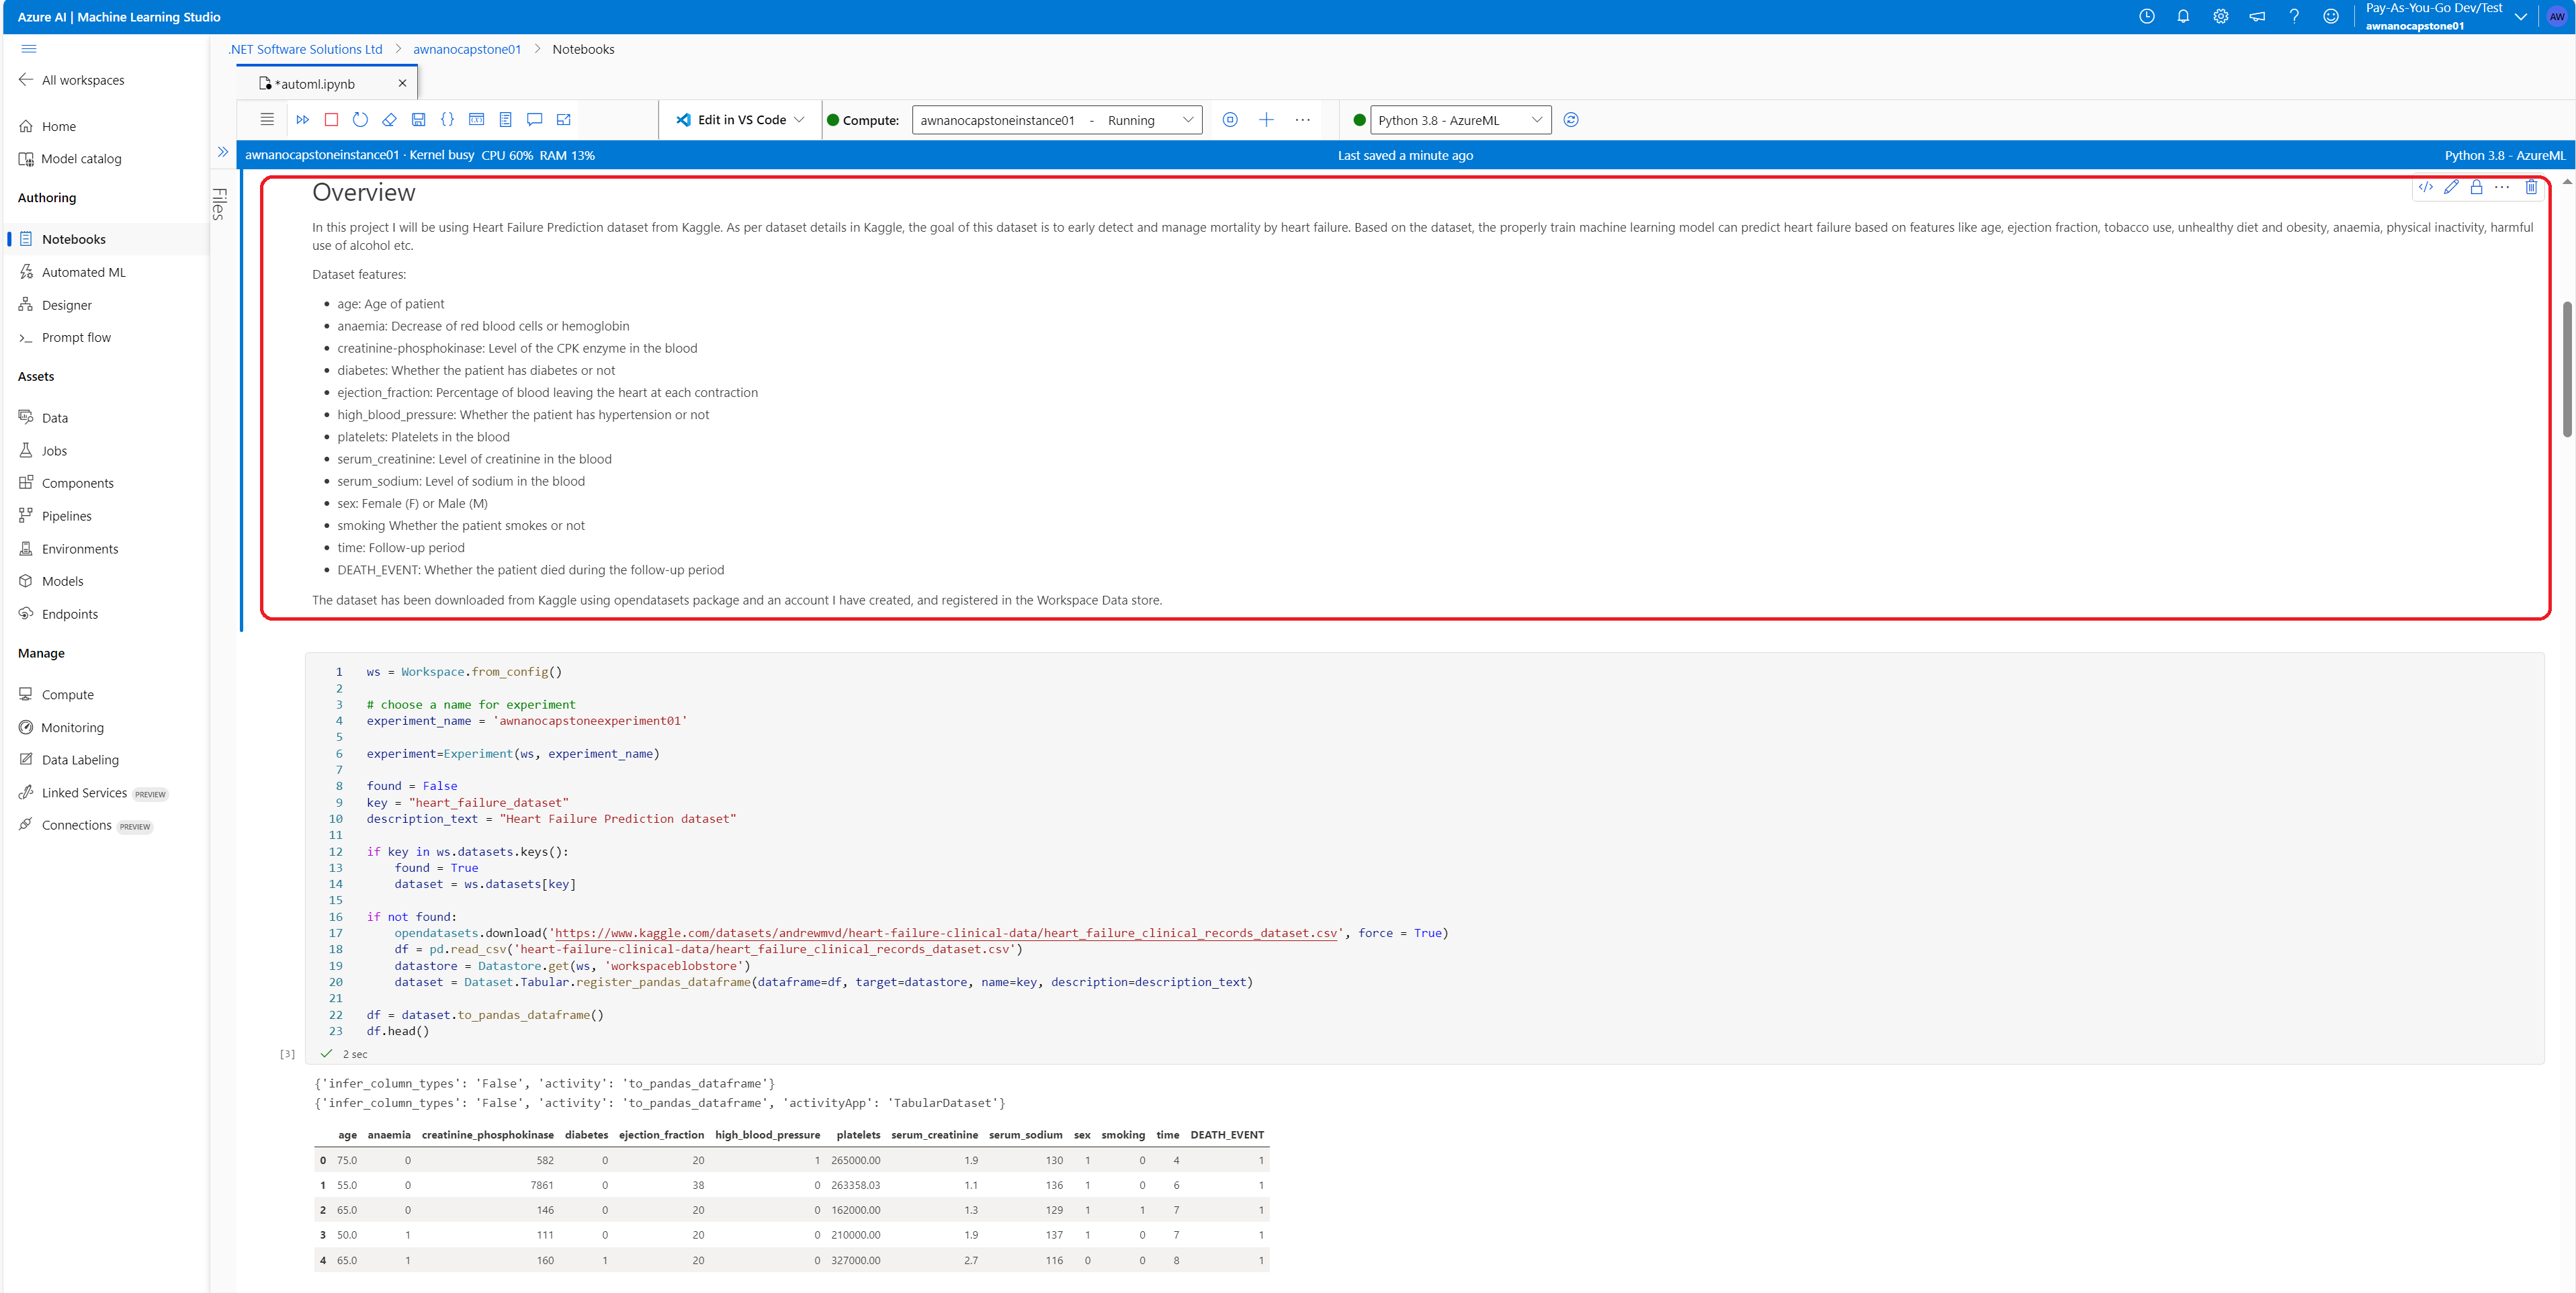 Azure AI | Machine Learning Studio
Pay-As-You-Go Dev/Test
awnanocapstone01
AW
.NET Software Solutions Ltd > awnanocapstone01 > Notebooks
All workspaces
Home
Model catalog
Authoring
Notebooks
Automated ML
Designer
Prompt flow
Assets
Data
Jobs
Components
Pipelines
Environments
Models
Endpoints
Manage
Compute
Monitoring
Data Labeling
Linked Services PREVIEW
Connections PREVIEW
*automl.ipynb
Edit in VS Code
Compute: awnanocapstoneinstance01 - Running
Python 3.8 - AzureML
awnanocapstoneinstance01 · Kernel busy CPU 60% RAM 13%
Last saved a minute ago
Python 3.8 - AzureML
Files
Overview
In this project I will be using Heart Failure Prediction dataset from Kaggle. As per dataset details in Kaggle, the goal of this dataset is to early detect and manage mortality by heart failure. Based on the dataset, the properly train machine learning model can predict heart failure based on features like age, ejection fraction, tobacco use, unhealthy diet and obesity, anaemia, physical inactivity, harmful
use of alcohol etc.
Dataset features:
• age: Age of patient
• anaemia: Decrease of red blood cells or hemoglobin
• creatinine-phosphokinase: Level of the CPK enzyme in the blood
• diabetes: Whether the patient has diabetes or not
• ejection_fraction: Percentage of blood leaving the heart at each contraction
• high_blood_pressure: Whether the patient has hypertension or not
• platelets: Platelets in the blood
• serum_creatinine: Level of creatinine in the blood
• serum_sodium: Level of sodium in the blood
• sex: Female (F) or Male (M)
• smoking Whether the patient smokes or not
• time: Follow-up period
• DEATH_EVENT: Whether the patient died during the follow-up period
The dataset has been downloaded from Kaggle using opendatasets package and an account I have created, and registered in the Workspace Data store.
1 ws = Workspace.from_config()
2
3 # choose a name for experiment
4 experiment_name = 'awnanocapstoneexperiment01'
5
6 experiment=Experiment(ws, experiment_name)
7
8 found = False
9 key = "heart_failure_dataset"
10 description_text = "Heart Failure Prediction dataset"
11
12 if key in ws.datasets.keys():
13     found = True
14     dataset = ws.datasets[key]
15
16 if not found:
17     opendatasets.download('https://www.kaggle.com/datasets/andrewmvd/heart-failure-clinical-data/heart_failure_clinical_records_dataset.csv', force = True)
18     df = pd.read_csv('heart-failure-clinical-data/heart_failure_clinical_records_dataset.csv')
19     datastore = Datastore.get(ws, 'workspaceblobstore')
20     dataset = Dataset.Tabular.register_pandas_dataframe(dataframe=df, target=datastore, name=key, description=description_text)
21
22 df = dataset.to_pandas_dataframe()
23 df.head()
[3] 2 sec
{'infer_column_types': 'False', 'activity': 'to_pandas_dataframe'}
{'infer_column_types': 'False', 'activity': 'to_pandas_dataframe', 'activityApp': 'TabularDataset'}
age anaemia creatinine_phosphokinase diabetes ejection_fraction high_blood_pressure platelets serum_creatinine serum_sodium sex smoking time DEATH_EVENT
0 75.0 0 582 0 20 1 265000.00 1.9 130 1 0 4 1
1 55.0 0 7861 0 38 0 263358.03 1.1 136 1 0 6 1
2 65.0 0 146 0 20 0 162000.00 1.3 129 1 1 7 1
3 50.0 1 111 0 20 0 210000.00 1.9 137 1 0 7 1
4 65.0 1 160 1 20 0 327000.00 2.7 116 0 0 8 1